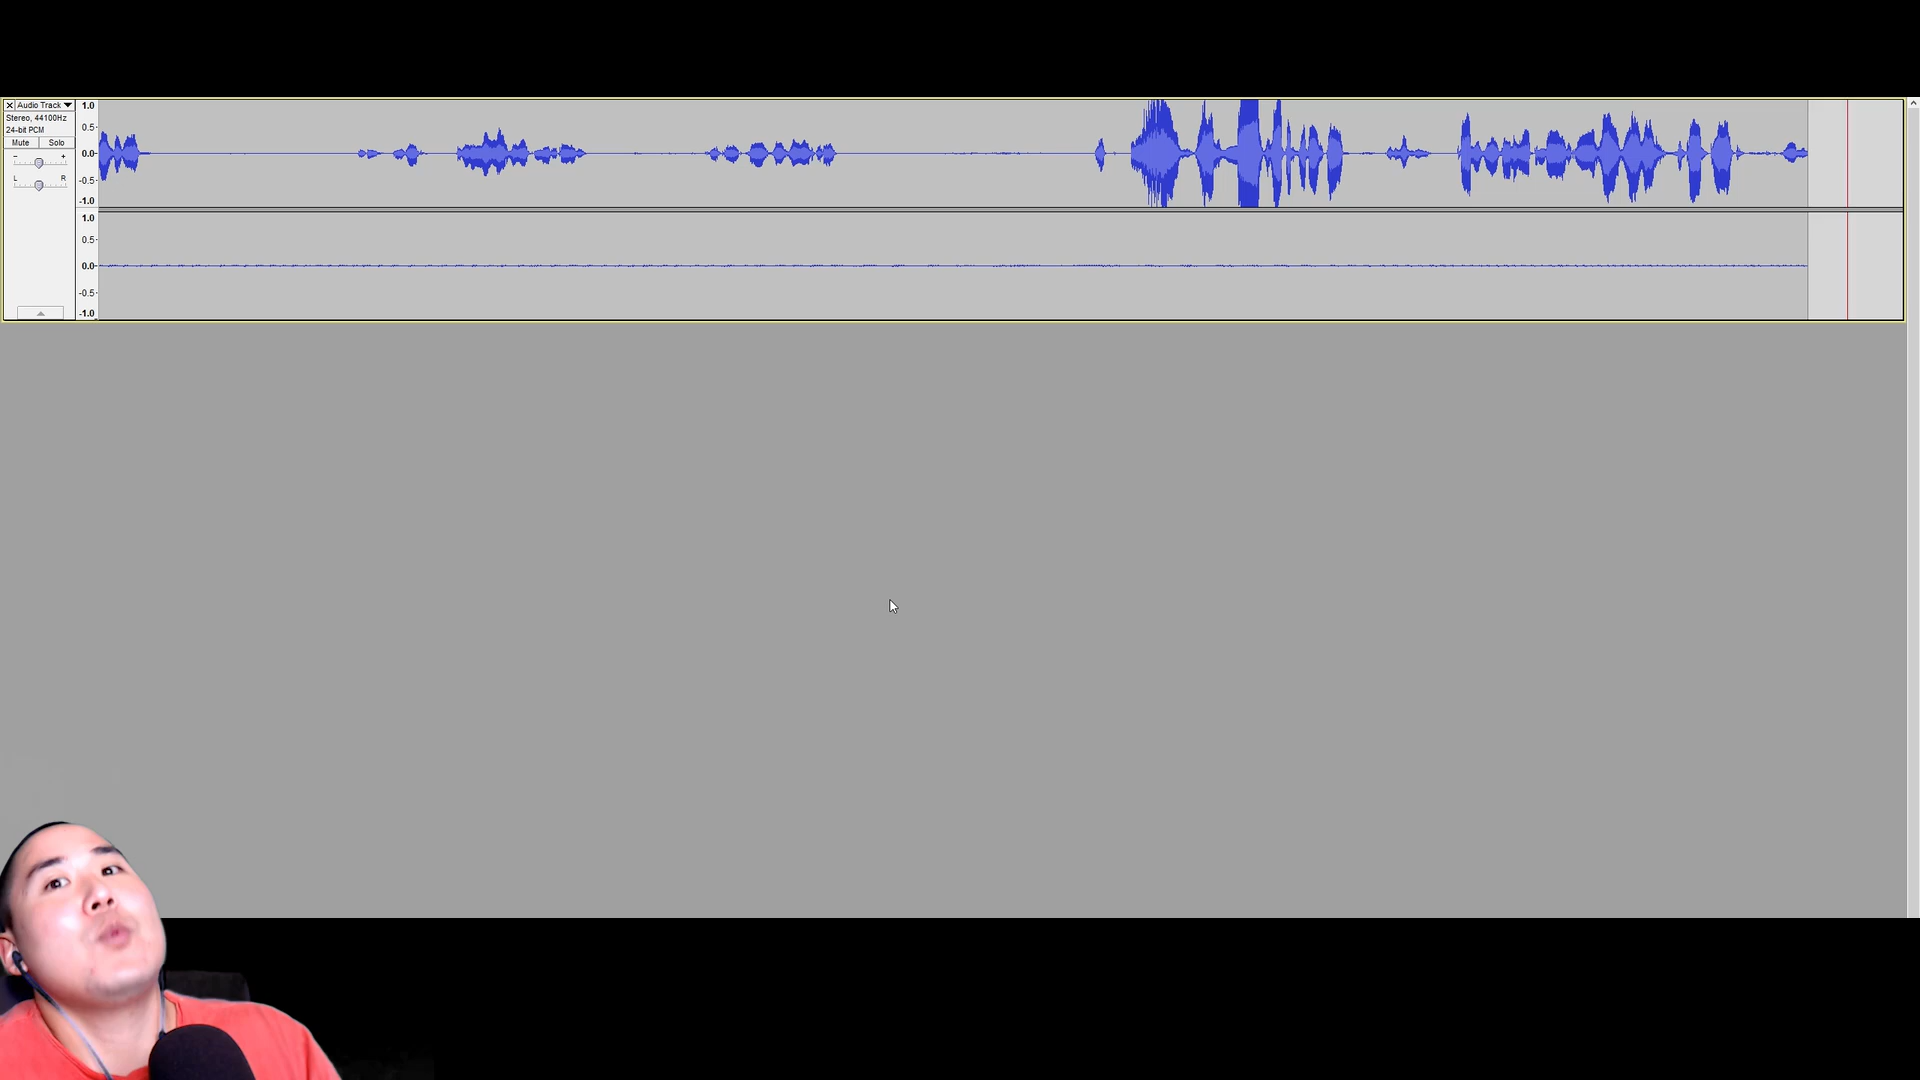 Audio Track
Stereo, 44100Hz
24-bit PCM
Mute Solo
- +
L R
1.0
0.5-
0.0-
-0.5-
-1.0
1.0
0.5-
0.0-
-0.5-
-1.0